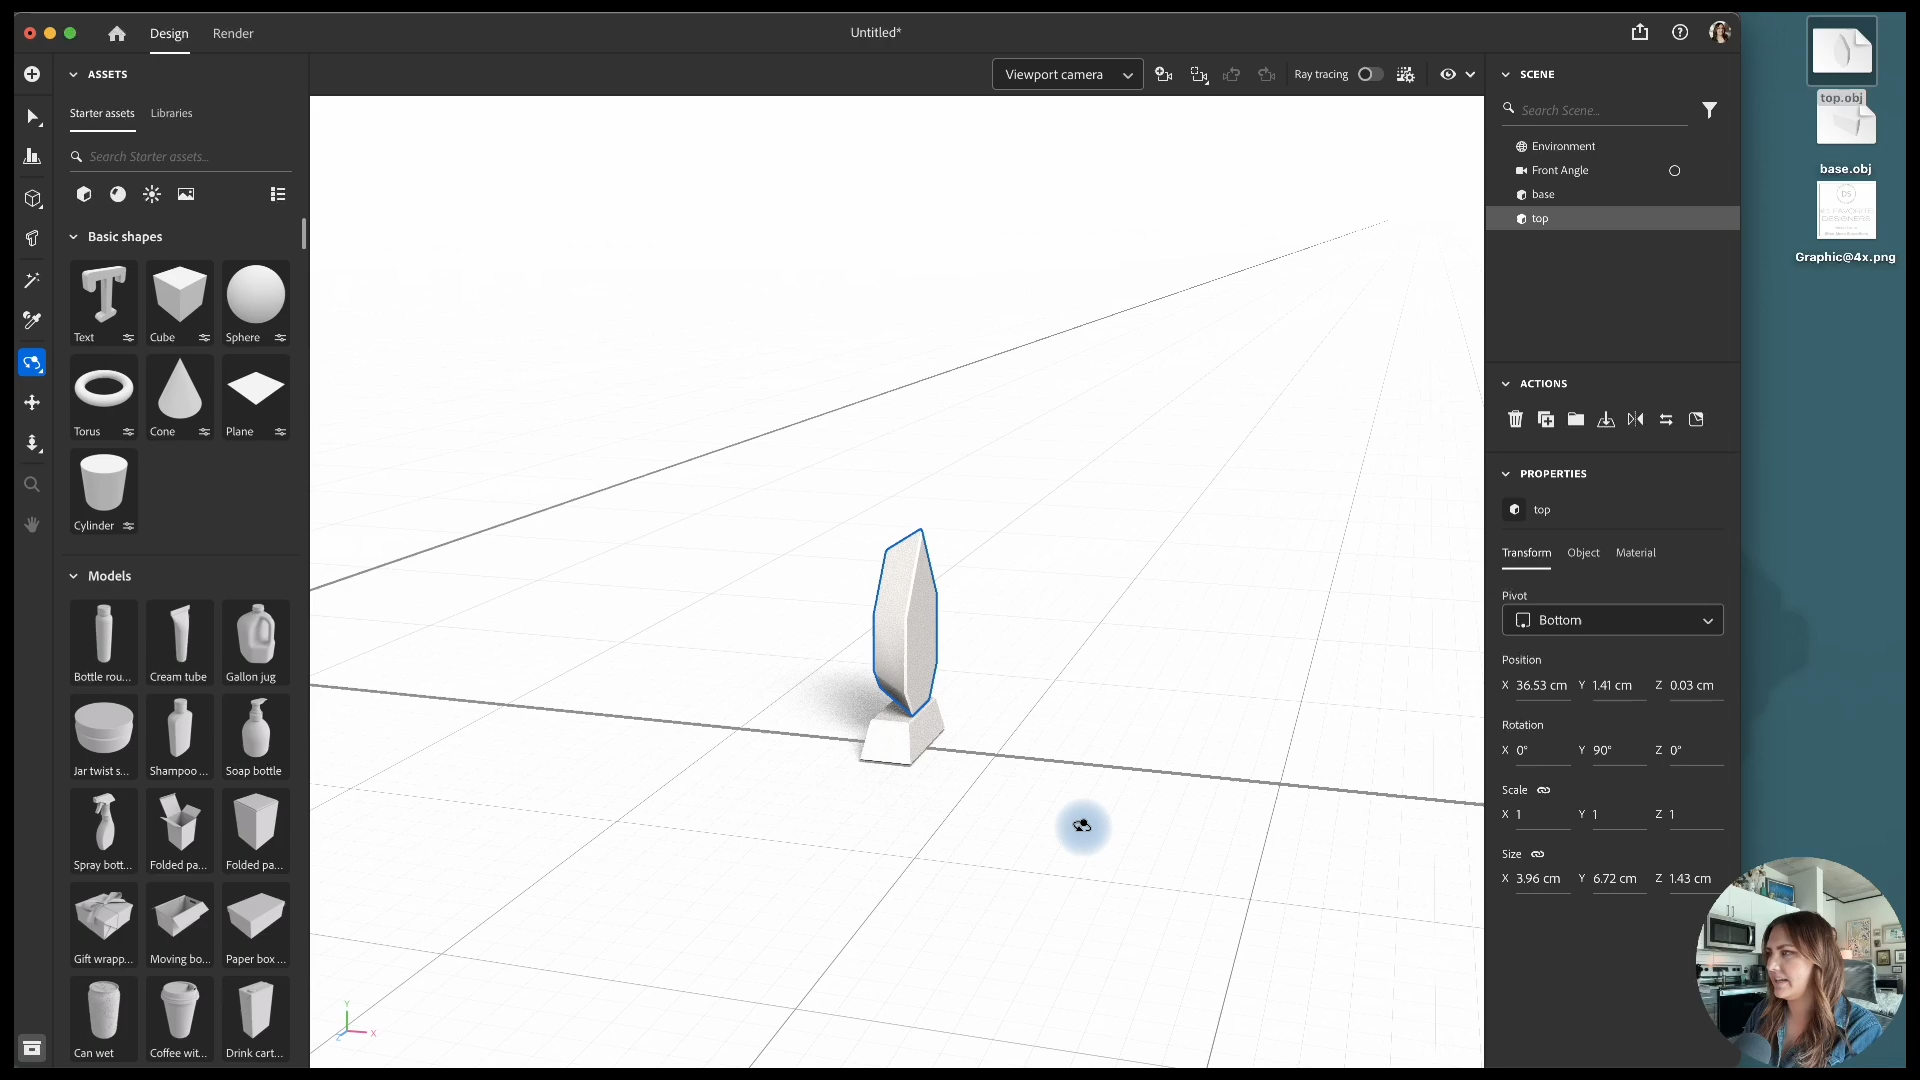 Design
Render
Untitled*
ASSETS
Starter assets
Libraries
Search Starter assets...
Basic shapes
Text
Cube
Sphere
Torus
Cone
Plane
Cylinder
Models
Bottle rou...
Cream tube
Gallon jug
Jar twist s...
Shampoo ...
Soap bottle
Spray bott...
Folded pa...
Folded pa...
Gift wrapp...
Moving bo...
Paper box ...
Can wet
Coffee wit...
Drink cart...
Viewport camera
Ray tracing
Y
X
Z
SCENE
Search Scene...
Environment
Front Angle
base
top
ACTIONS
PROPERTIES
top
Transform
Object
Material
Pivot
Bottom
Position
X 36.53 cm Y 1.41 cm Z 0.03 cm
Rotation
X 0° Y 90° Z 0°
Scale
X 1 Y 1 Z 1
Size
X 3.96 cm Y 6.72 cm Z 1.43 cm
top.obj
base.obj
DS
DESIGNERS
Graphic@4x.png